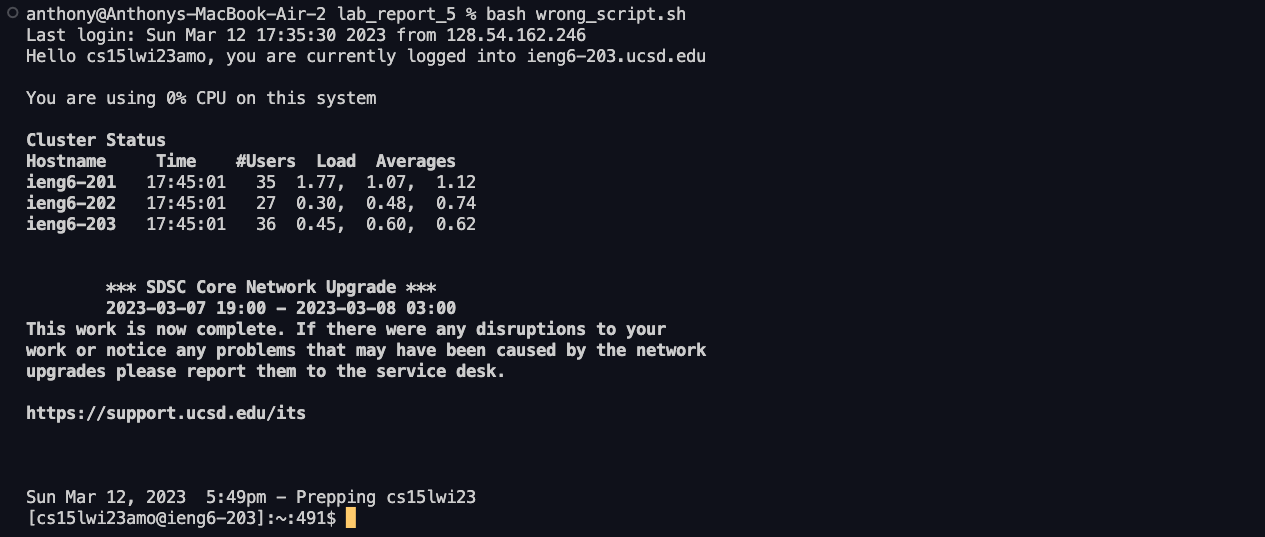 anthony@Anthonys-MacBook-Air-2 lab_report_5 % bash wrong_script.sh
Last login: Sun Mar 12 17:35:30 2023 from 128.54.162.246
Hello cs15lwi23amo, you are currently logged into ieng6-203.ucsd.edu
You are using 0% CPU on this system
Cluster Status
Hostname     Time    #Users  Load  Averages
ieng6-201   17:45:01   35  1.77,  1.07,  1.12
ieng6-202   17:45:01   27  0.30,  0.48,  0.74
ieng6-203   17:45:01   36  0.45,  0.60,  0.62
*** SDSC Core Network Upgrade ***
2023-03-07 19:00 - 2023-03-08 03:00
This work is now complete. If there were any disruptions to your
work or notice any problems that may have been caused by the network
upgrades please report them to the service desk.
https://support.ucsd.edu/its
Sun Mar 12, 2023  5:49pm - Prepping cs15lwi23
[cs15lwi23amo@ieng6-203]:~:491$